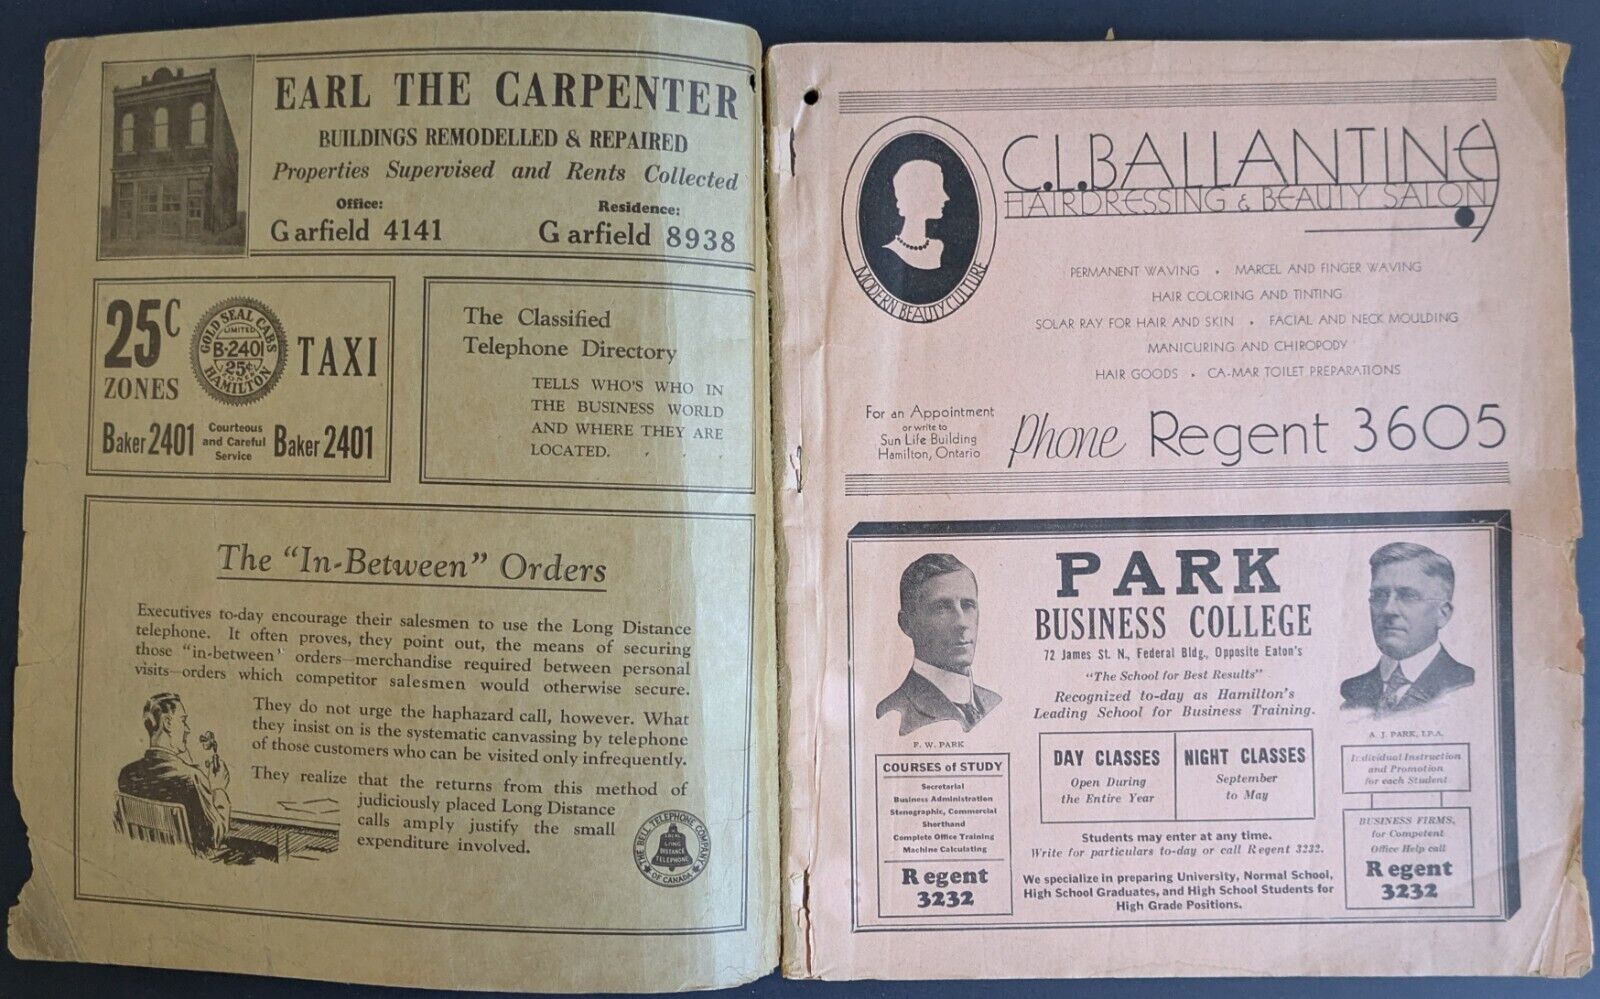 EARL THE CARPENTER
BUILDINGS REMODELLED & REPAIRED
Properties Supervised and Rents Collected
Office:
Garfield 4141
Residence:
Garfield 8938
25C
ZONES
GOLD SEAL CABS
LIMITED
B-2401
25¢
ZONES
HAMILTON
TAXI
Baker 2401
Courteous
and Careful
Service
Baker 2401
The Classified
Telephone Directory
TELLS WHO'S WHO IN
THE BUSINESS WORLD
AND WHERE THEY ARE
LOCATED. . . .
The "In-Between" Orders
Executives to-day encourage their salesmen to use the Long Distance
telephone. It often proves, they point out, the means of securing
those "in-between" orders—merchandise required between personal
visits—orders which competitor salesmen would otherwise secure.
They do not urge the haphazard call, however. What
they insist on is the systematic canvassing by telephone
of those customers who can be visited only infrequently.
They realize that the returns from this method of
judiciously placed Long Distance
calls amply justify the small
expenditure involved.
THE BELL TELEPHONE COMPANY
OF CANADA
LOCAL
& LONG
DISTANCE
TELEPHONE
MODERN BEAUTY CULTURE
C.I. BALLANTINE
HAIRDRESSING & BEAUTY SALON
PERMANENT WAVING • MARCEL AND FINGER WAVING
HAIR COLORING AND TINTING
SOLAR RAY FOR HAIR AND SKIN • FACIAL AND NECK MOULDING
MANICURING AND CHIROPODY
HAIR GOODS • CA-MAR TOILET PREPARATIONS
For an Appointment
or write to
Sun Life Building
Hamilton, Ontario
Phone Regent 3605
PARK
BUSINESS COLLEGE
72 James St. N., Federal Bldg., Opposite Eaton's
"The School for Best Results"
Recognized to-day as Hamilton's
Leading School for Business Training.
F. W. PARK
A. J. PARK, I.P.A.
COURSES of STUDY
Secretarial
Business Administration
Stenographic, Commercial
Shorthand
Complete Office Training
Machine Calculating
Regent
3232
DAY CLASSES
Open During
the Entire Year
NIGHT CLASSES
September
to May
Students may enter at any time.
Write for particulars to-day or call Regent 3232.
We specialize in preparing University, Normal School,
High School Graduates, and High School Students for
High Grade Positions.
Individual Instruction
and Promotion
for each Student
BUSINESS FIRMS,
for Competent
Office Help call
Regent
3232